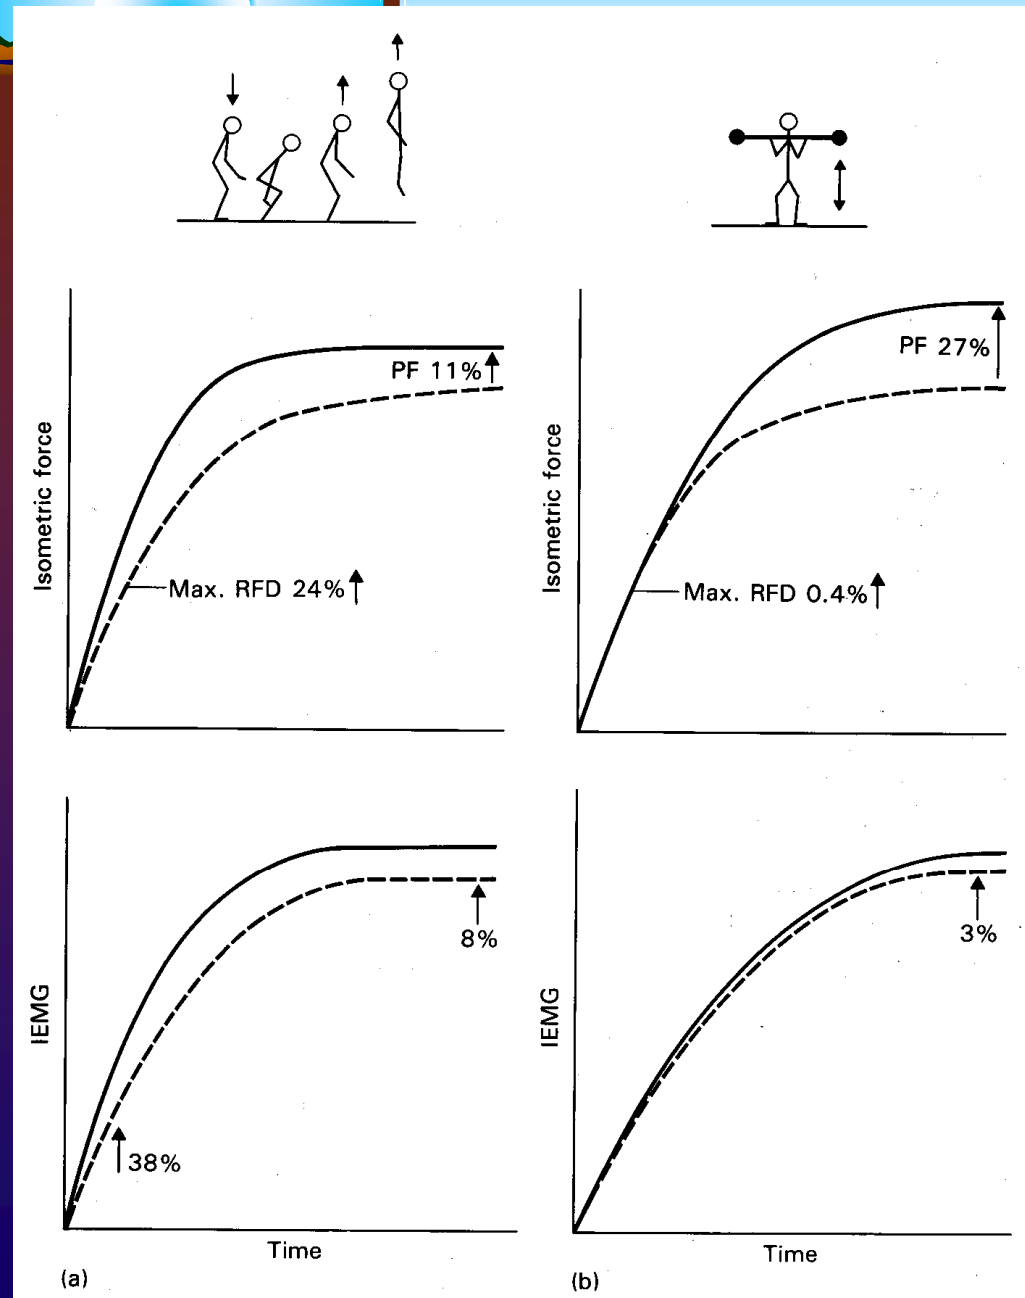 PF 11%
Isometric force
Max. RFD 24%
PF 27%
Isometric force
Max. RFD 0.4%
8%
IEMG
38%
Time
(a)
3%
IEMG
Time
(b)